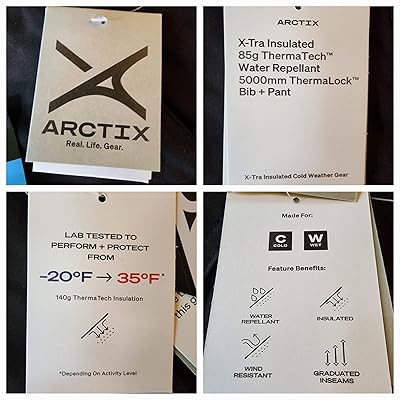 ARCTIX
Real. Life. Gear.
ARCTIX
X-Tra Insulated
85g ThermaTech™
Water Repellant
5000mm ThermaLock™
Bib + Pant
X-Tra Insulated Cold Weather Gear
LAB TESTED TO
PERFORM + PROTECT
FROM
–20°F → 35°F*
140g ThermaTech Insulation
*Depending on Activity Level
Made For:
C W
COLD WET
Feature Benefits:
WATER
REPELLANT
INSULATED
WIND
RESISTANT
GRADUATED
INSEAMS